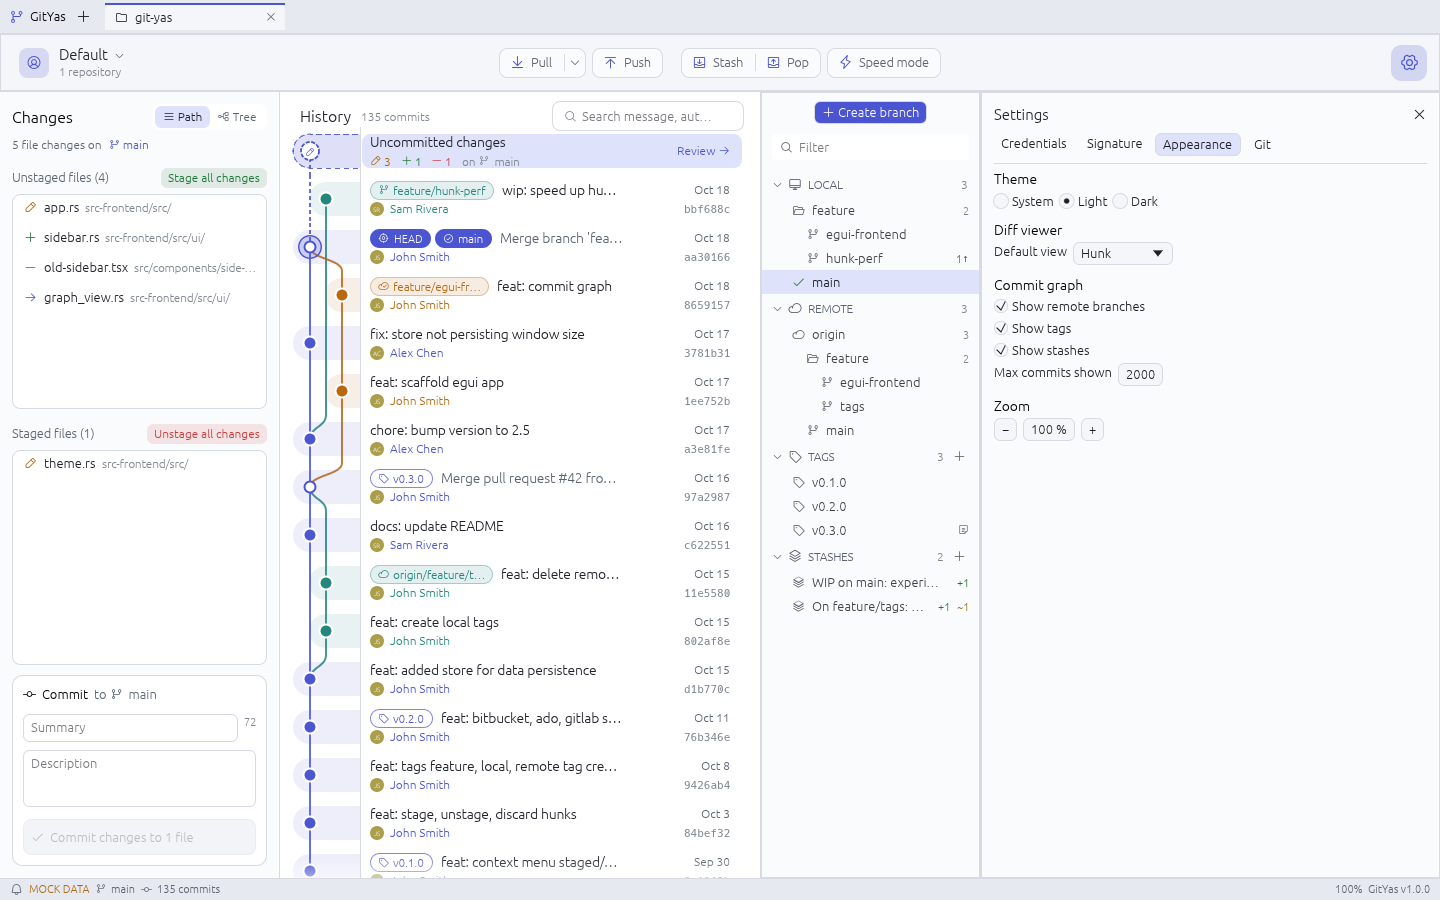 GitYas
git-yas
Default
1 repository
Pull
Push
Stash
Pop
Speed mode
Changes
Path
Tree
5 file changes on main
Unstaged files (4)
Stage all changes
app.rs src-frontend/src/
sidebar.rs src-frontend/src/ui/
old-sidebar.tsx src/components/side-...
graph_view.rs src-frontend/src/ui/
Staged files (1)
Unstage all changes
theme.rs src-frontend/src/
Commit to main
Summary
72
Description
Commit changes to 1 file
History 135 commits
Search message, aut...
Uncommitted changes
3 + 1 − 1 on main
Review →
feature/hunk-perf wip: speed up hu... Oct 18
Sam Rivera bbf688c
HEAD main Merge branch 'fea... Oct 18
John Smith aa30166
feature/egui-fr... feat: commit graph Oct 18
John Smith 8659157
fix: store not persisting window size Oct 17
Alex Chen 3781b31
feat: scaffold egui app Oct 17
John Smith 1ee752b
chore: bump version to 2.5 Oct 17
Alex Chen a3e81fe
v0.3.0 Merge pull request #42 fro... Oct 16
John Smith 97a2987
docs: update README Oct 16
Sam Rivera c622551
origin/feature/t... feat: delete remo... Oct 15
John Smith 11e5580
feat: create local tags Oct 15
John Smith 802af8e
feat: added store for data persistence Oct 15
John Smith d1b770c
v0.2.0 feat: bitbucket, ado, gitlab s... Oct 11
John Smith 76b346e
feat: tags feature, local, remote tag cre... Oct 8
John Smith 9426ab4
feat: stage, unstage, discard hunks Oct 3
John Smith 84bef32
v0.1.0 feat: context menu staged/... Sep 30
+ Create branch
Filter
LOCAL 3
feature 2
egui-frontend
hunk-perf 1↑
main
REMOTE 3
origin 3
feature 2
egui-frontend
tags
main
TAGS 3 +
v0.1.0
v0.2.0
v0.3.0
STASHES 2 +
WIP on main: experi... +1
On feature/tags: ... +1 ~1
Settings
Credentials
Signature
Appearance
Git
Theme
System Light Dark
Diff viewer
Default view Hunk
Commit graph
Show remote branches
Show tags
Show stashes
Max commits shown 2000
Zoom
− 100 % +
MOCK DATA main 135 commits
100% GitYas v1.0.0